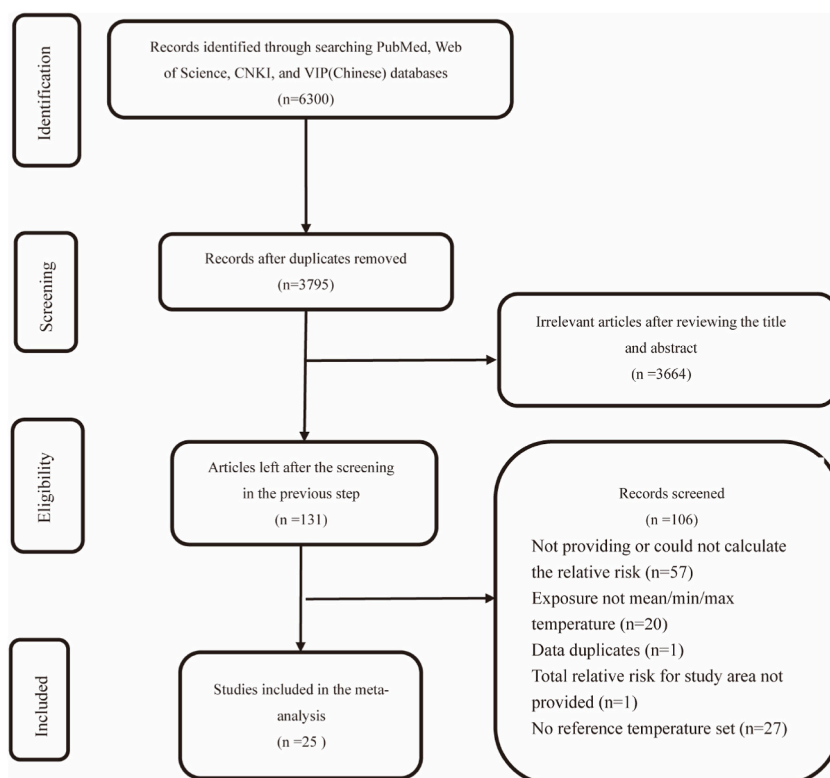 Identification
Records identified through searching PubMed, Web
of Science, CNKI, and VIP(Chinese) databases
(n=6300)
Screening
Records after duplicates removed
(n=3795)
Irrelevant articles after reviewing the title
and abstract
(n =3664)
Eligibility
Articles left after the screening
in the previous step
(n =131)
Records screened
(n =106)
Not providing or could not calculate
the relative risk (n=57)
Exposure not mean/min/max
temperature (n=20)
Data duplicates (n=1)
Total relative risk for study area not
provided (n=1)
No reference temperature set (n=27)
Included
Studies included in the meta-
analysis
(n =25 )